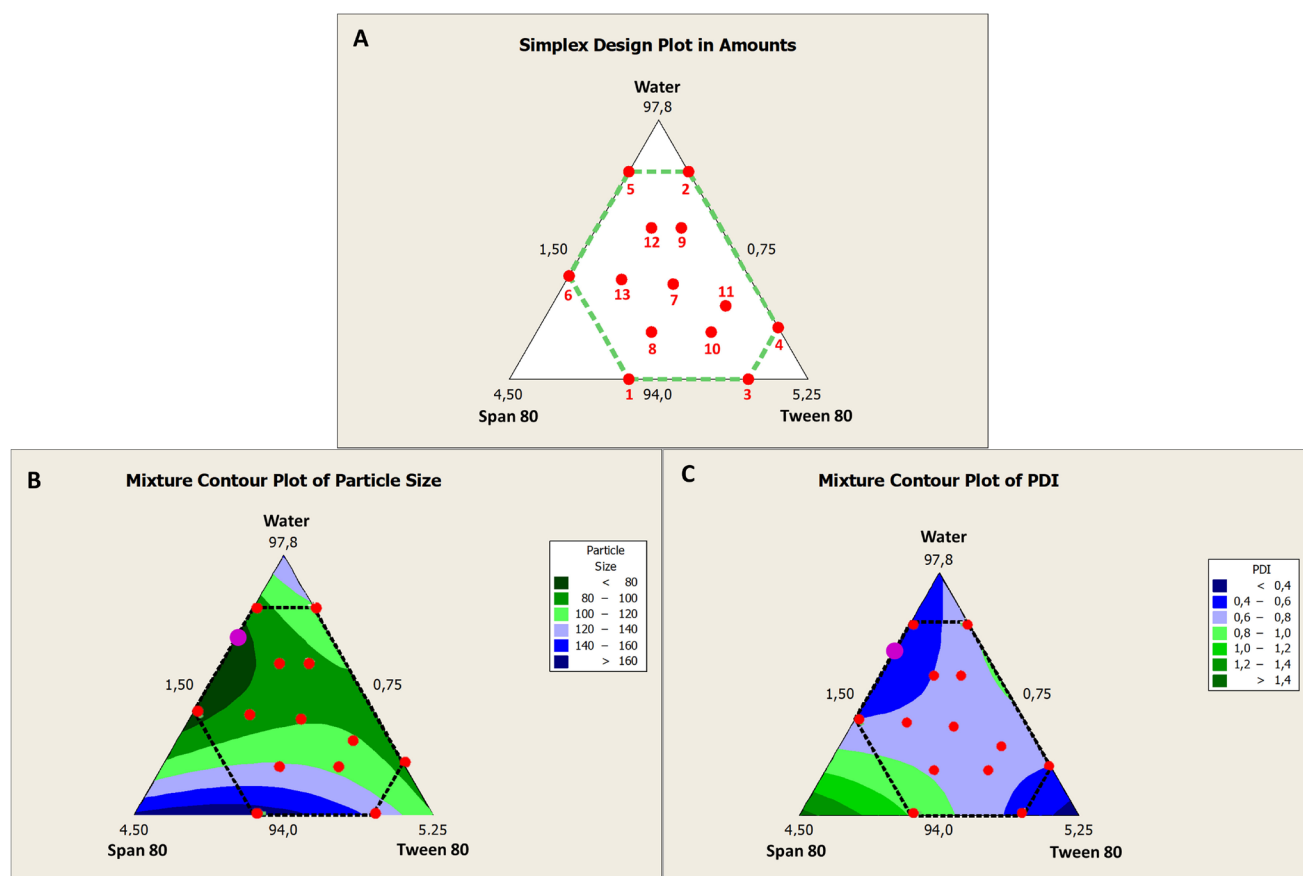 A
Simplex Design Plot in Amounts
Water
97,8
5 2
12 9
1,50 0,75
6 13 7 11
8 10 4
4,50 1 94,0 3 5,25
Span 80 Tween 80
B
Mixture Contour Plot of Particle Size
Water
97,8
Particle
Size
< 80
80 – 100
100 – 120
120 – 140
140 – 160
> 160
1,50 0,75
4,50 94,0 5,25
Span 80 Tween 80
C
Mixture Contour Plot of PDI
Water
97,8
PDI
< 0,4
0,4 – 0,6
0,6 – 0,8
0,8 – 1,0
1,0 – 1,2
1,2 – 1,4
> 1,4
1,50 0,75
4,50 94,0 5,25
Span 80 Tween 80